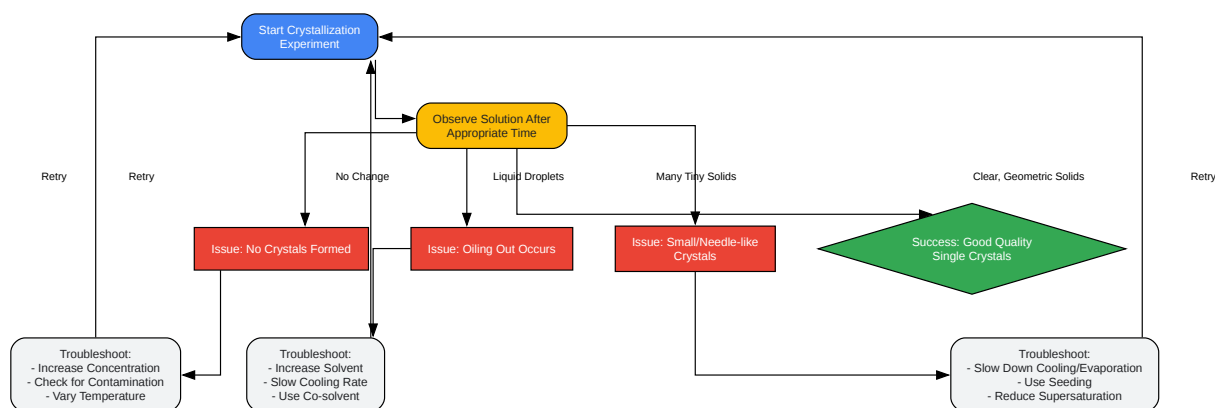 Start Crystallization
Experiment
Observe Solution After
Appropriate Time
Retry
Retry
No Change
Liquid Droplets
Many Tiny Solids
Clear, Geometric Solids
Retry
Issue: No Crystals Formed
Issue: Oiling Out Occurs
Issue: Small/Needle-like
Crystals
Success: Good Quality
Single Crystals
Troubleshoot:
- Increase Concentration
- Check for Contamination
- Vary Temperature
Troubleshoot:
- Increase Solvent
- Slow Cooling Rate
- Use Co-solvent
Troubleshoot:
- Slow Down Cooling/Evaporation
- Use Seeding
- Reduce Supersaturation